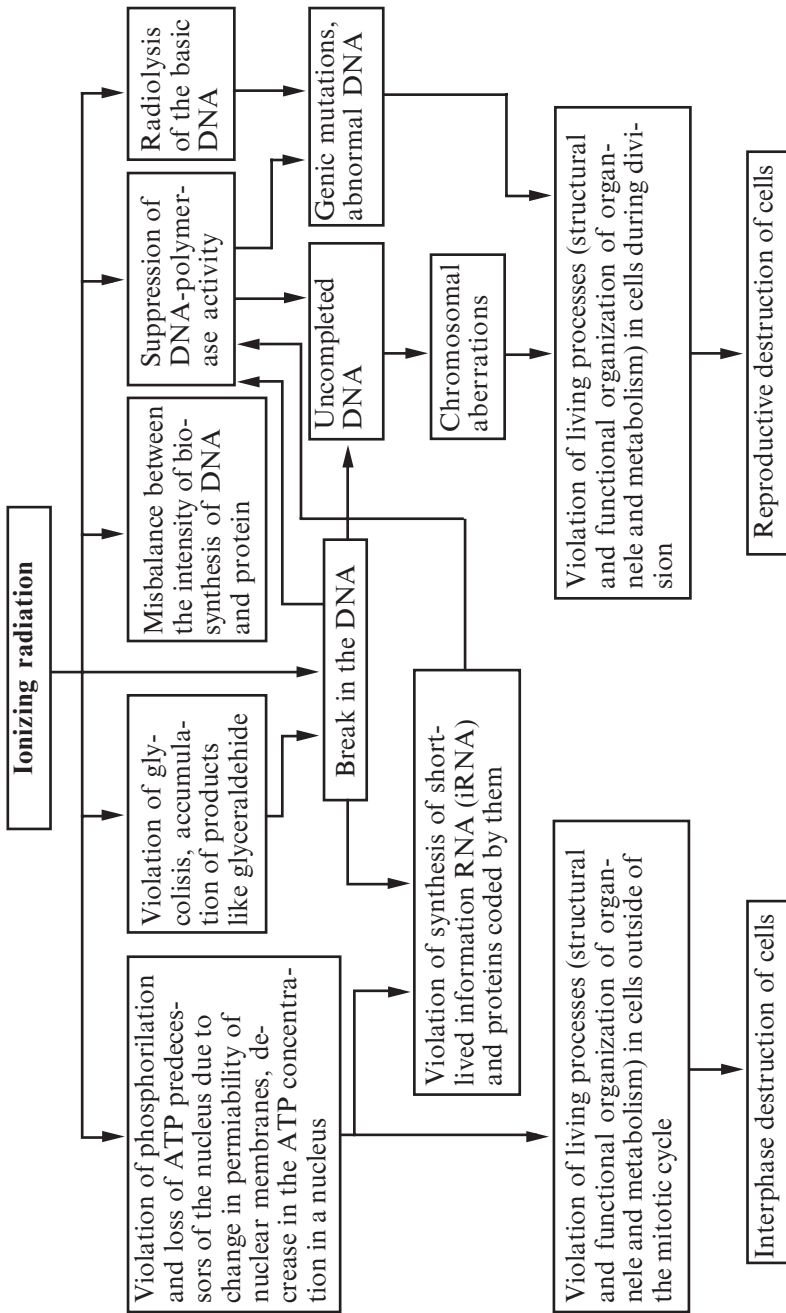 Ionizing radiation
Violation of phosphorilation
and loss of ATP predeces-
sors of the nucleus due to
change in permiability of
nuclear membranes, de-
crease in the ATP concentra-
tion in a nucleus
Violation of gly-
colisis, accumula-
tion of products
like glyceraldehide
Misbalance between
the intensity of bio-
synthesis of DNA
and protein
Suppression of
DNA-polymer-
ase activity
Radiolysis
of the basic
DNA
Break in the DNA
Uncompleted
DNA
Genic mutations,
abnormal DNA
Violation of synthesis of short-
lived information RNA (iRNA)
and proteins coded by them
Chromosomal
aberrations
Violation of living processes (structural
and functional organization of organ-
nele and metabolism) in cells outside of
the mitotic cycle
Violation of living processes (structural
and functional organization of organ-
nele and metabolism) in cells during divi-
sion
Interphase destruction of cells
Reproductive destruction of cells